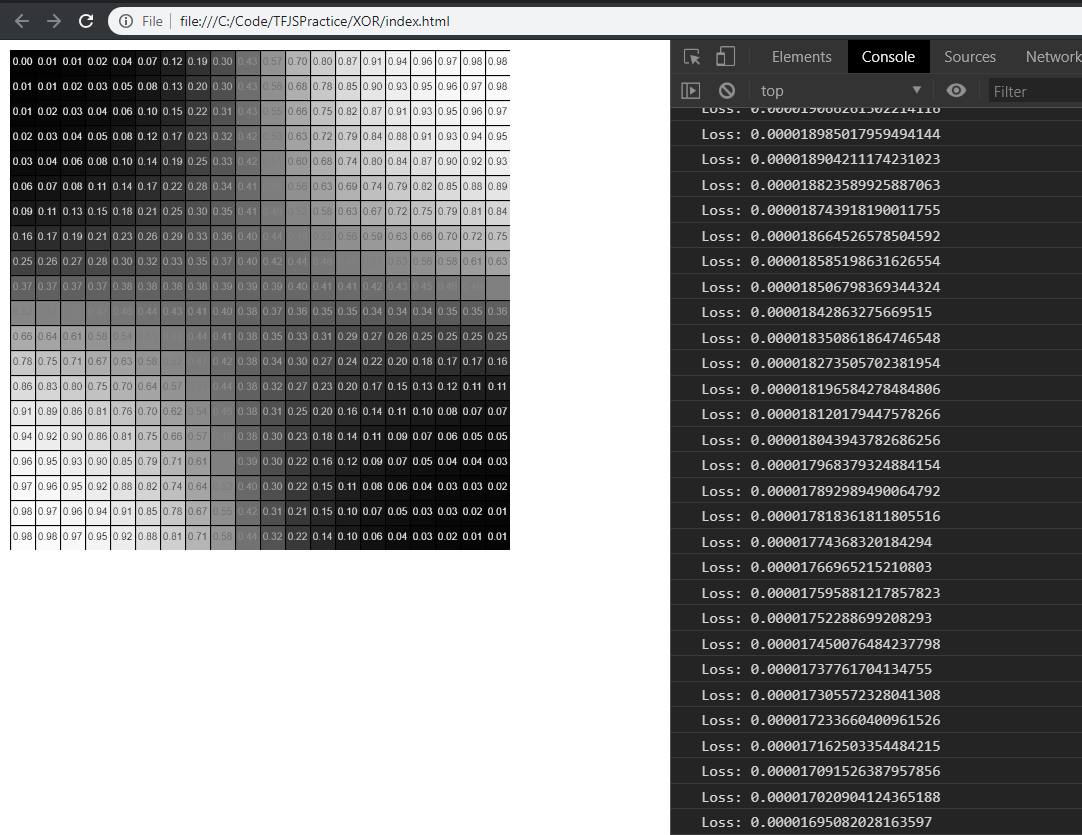 File file:///C:/Code/TFJSPractice/XOR/index.html
Elements Console Sources Network
top Filter
0.00 0.01 0.01 0.02 0.04 0.07 0.12 0.19 0.30 0.43 0.57 0.70 0.80 0.87 0.91 0.94 0.96 0.97 0.98 0.98
0.01 0.01 0.02 0.03 0.05 0.08 0.13 0.20 0.30 0.43 0.56 0.68 0.78 0.85 0.90 0.93 0.95 0.96 0.97 0.98
0.01 0.02 0.03 0.04 0.06 0.10 0.15 0.22 0.31 0.43 0.55 0.66 0.75 0.82 0.87 0.91 0.93 0.95 0.96 0.97
0.02 0.03 0.04 0.05 0.08 0.12 0.17 0.23 0.32 0.42 0.53 0.63 0.72 0.79 0.84 0.88 0.91 0.93 0.94 0.95
0.03 0.04 0.06 0.08 0.10 0.14 0.19 0.25 0.33 0.42 0.60 0.68 0.74 0.80 0.84 0.87 0.90 0.92 0.93
0.06 0.07 0.08 0.11 0.14 0.17 0.22 0.28 0.34 0.41 0.56 0.63 0.69 0.74 0.79 0.82 0.85 0.88 0.89
0.09 0.11 0.13 0.15 0.18 0.21 0.25 0.30 0.35 0.41 0.58 0.63 0.67 0.72 0.75 0.79 0.81 0.84
0.16 0.17 0.19 0.21 0.23 0.26 0.29 0.33 0.36 0.40 0.44 0.56 0.59 0.63 0.66 0.70 0.72 0.75
0.25 0.26 0.27 0.28 0.30 0.32 0.33 0.35 0.37 0.40 0.42 0.44 0.53 0.56 0.58 0.61 0.63
0.37 0.37 0.37 0.37 0.38 0.38 0.38 0.38 0.39 0.39 0.39 0.40 0.41 0.41 0.42 0.43 0.45
0.44 0.43 0.41 0.40 0.38 0.37 0.36 0.35 0.35 0.34 0.34 0.34 0.35 0.35 0.36
0.66 0.64 0.61 0.58 0.54 0.44 0.41 0.38 0.35 0.33 0.31 0.29 0.27 0.26 0.25 0.25 0.25 0.25
0.78 0.75 0.71 0.67 0.63 0.58 0.42 0.38 0.34 0.30 0.27 0.24 0.22 0.20 0.18 0.17 0.17 0.16
0.86 0.83 0.80 0.75 0.70 0.64 0.57 0.44 0.38 0.32 0.27 0.23 0.20 0.17 0.15 0.13 0.12 0.11 0.11
0.91 0.89 0.86 0.81 0.76 0.70 0.62 0.54 0.38 0.31 0.25 0.20 0.16 0.14 0.11 0.10 0.08 0.07 0.07
0.94 0.92 0.90 0.86 0.81 0.75 0.66 0.57 0.38 0.30 0.23 0.18 0.14 0.11 0.09 0.07 0.06 0.05 0.05
0.96 0.95 0.93 0.90 0.85 0.79 0.71 0.61 0.39 0.30 0.22 0.16 0.12 0.09 0.07 0.05 0.04 0.04 0.03
0.97 0.96 0.95 0.92 0.88 0.82 0.74 0.64 0.40 0.30 0.22 0.15 0.11 0.08 0.06 0.04 0.03 0.03 0.02
0.98 0.97 0.96 0.94 0.91 0.85 0.78 0.67 0.55 0.42 0.31 0.21 0.15 0.10 0.07 0.05 0.03 0.03 0.02 0.01
0.98 0.98 0.97 0.95 0.92 0.88 0.81 0.71 0.58 0.44 0.32 0.22 0.14 0.10 0.06 0.04 0.03 0.02 0.01 0.01
Loss:
Loss: 0.000018985017959494144
Loss: 0.000018904211174231023
Loss: 0.000018823589925887063
Loss: 0.000018743918190011755
Loss: 0.000018664526578504592
Loss: 0.000018585198631626554
Loss: 0.000018506798369344324
Loss: 0.00001842863275669515
Loss: 0.000018350861864746548
Loss: 0.000018273505702381954
Loss: 0.000018196584278484806
Loss: 0.000018120179447578266
Loss: 0.000018043943782686256
Loss: 0.000017968379324884154
Loss: 0.000017892989490064792
Loss: 0.000017818361811805516
Loss: 0.00001774368320184294
Loss: 0.00001766965215210803
Loss: 0.000017595881217857823
Loss: 0.00001752288699208293
Loss: 0.000017450076484237798
Loss: 0.00001737761704134755
Loss: 0.000017305572328041308
Loss: 0.000017233660400961526
Loss: 0.000017162503354484215
Loss: 0.000017091526387957856
Loss: 0.000017020904124365188
Loss: 0.00001695082028163597